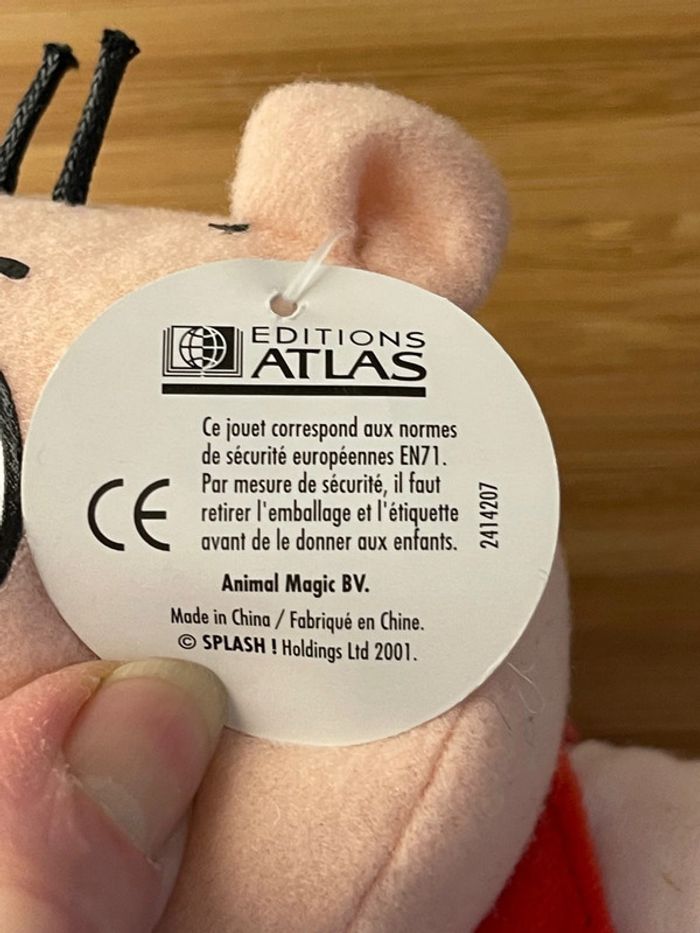 EDITIONS
ATLAS
Ce jouet correspond aux normes
de sécurité européennes EN71.
Par mesure de sécurité, il faut
retirer l'emballage et l'étiquette
avant de le donner aux enfants.
CE
2414207
Animal Magic BV.
Made in China / Fabriqué en Chine.
© SPLASH ! Holdings Ltd 2001.